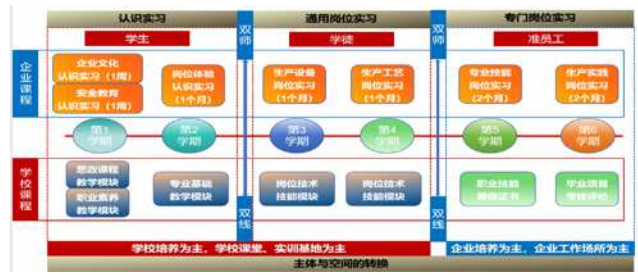 认识实习
通用岗位实习
专门岗位实习
学生
双师
学徒
双师
准员工
企业课程
企业文化
认识实习（1周）
安全教育
认识实习（1周）
岗位体验
认识实习
（1个月）
生产设备
岗位实习
（1个月）
生产工艺
岗位实习
（1个月）
专业技能
岗位实习
（2个月）
生产实践
岗位实习
（2个月）
第1
学期
第2
学期
第3
学期
第4
学期
第5
学期
第6
学期
学校课程
思政课程
教学模块
职业素养
教学模块
专业基础
教学模块
岗位技术
技能模块
岗位技术
技能模块
职业技能
等级证书
毕业项目
双线
双线
学校培养为主，学校课堂、实训基地为主
企业培养为主，企业工作场所为主
主体与空间的转换